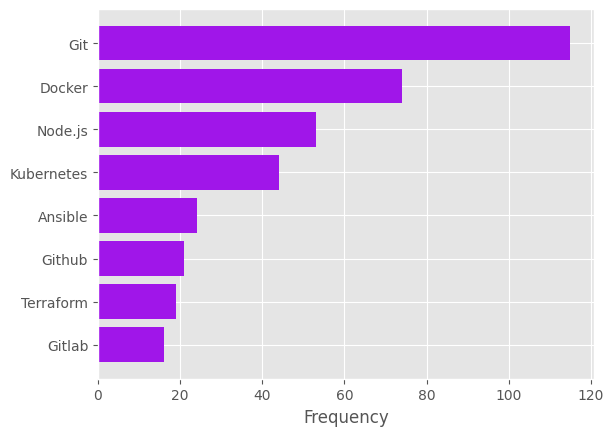 Git
Docker
Node.js
Kubernetes
Ansible
Github
Terraform
Gitlab
0 20 40 60 80 100 120
Frequency